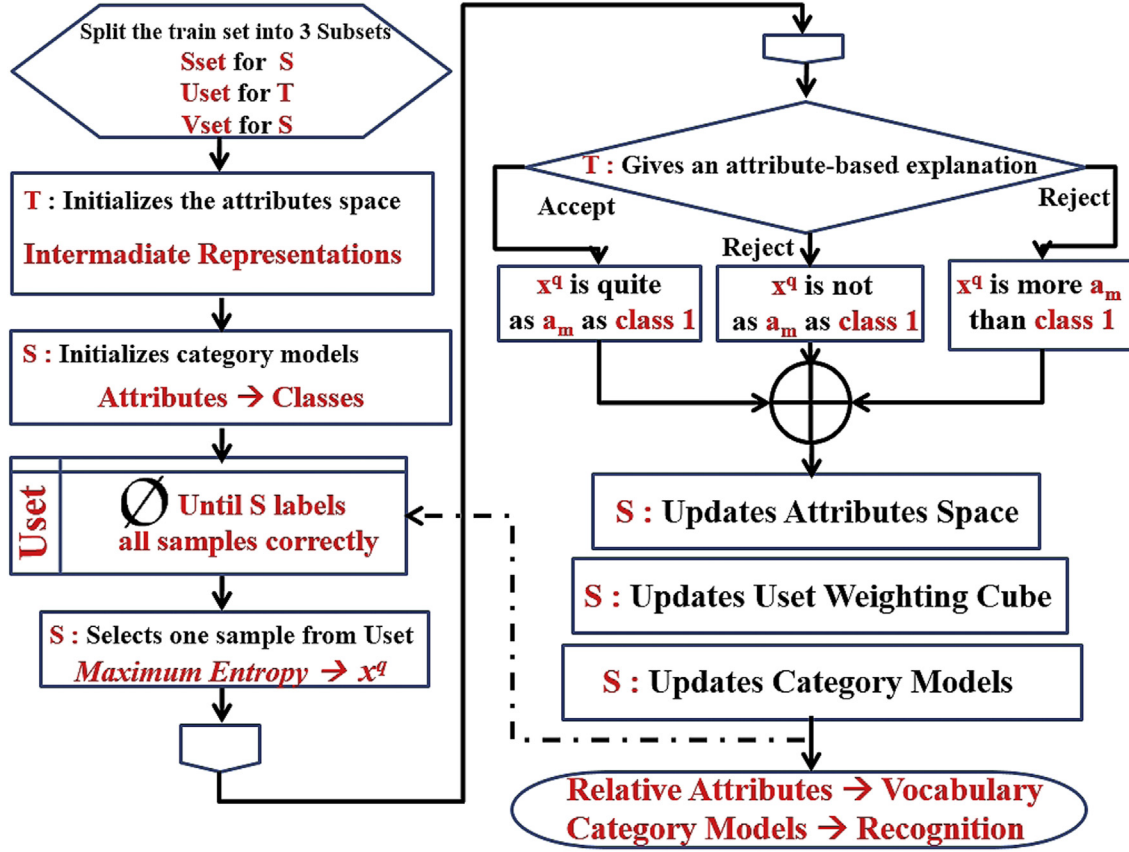 Split the train set into 3 Subsets
Sset for S
Uset for T
Vset for S
T : Initializes the attributes space
Intermadiate Representations
S : Initializes category models
Attributes → Classes
Uset
∅ Until S labels
all samples correctly
S : Selects one sample from Uset
Maximum Entropy → x^q
T : Gives an attribute-based explanation
Accept
Reject
Reject
x^q is quite
as a_m as class 1
x^q is not
as a_m as class 1
x^q is more a_m
than class 1
S : Updates Attributes Space
S : Updates Uset Weighting Cube
S : Updates Category Models
Relative Attributes → Vocabulary
Category Models → Recognition